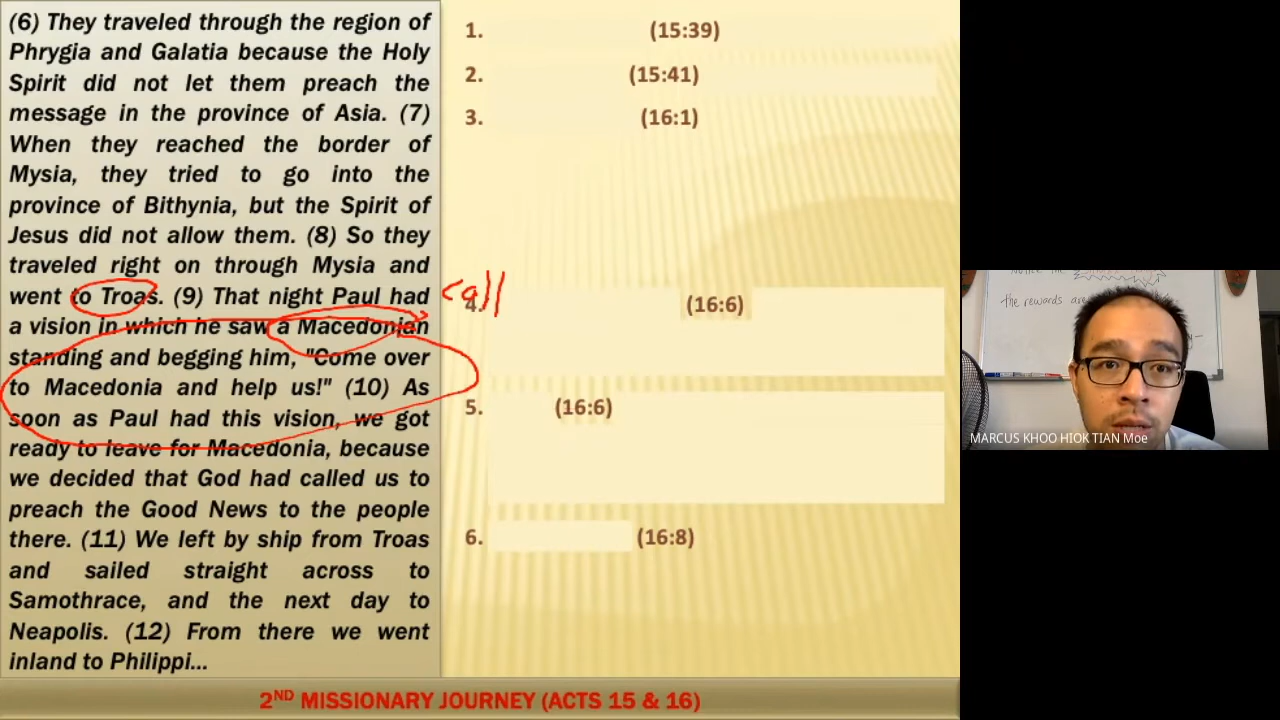 (6) They traveled through the region of
Phrygia and Galatia because the Holy
Spirit did not let them preach the
message in the province of Asia. (7)
When they reached the border of
Mysia, they tried to go into the
province of Bithynia, but the Spirit of
Jesus did not allow them. (8) So they
traveled right on through Mysia and
went to Troas. (9) That night Paul had
a vision in which he saw a Macedonian
standing and begging him, "Come over
to Macedonia and help us!" (10) As
soon as Paul had this vision, we got
ready to leave for Macedonia, because
we decided that God had called us to
preach the Good News to the people
there. (11) We left by ship from Troas
and sailed straight across to
Samothrace, and the next day to
Neapolis. (12) From there we went
inland to Philippi...
call
1. (15:39)
2. (15:41)
3. (16:1)
4. (16:6)
5. (16:6)
6. (16:8)
2ND MISSIONARY JOURNEY (ACTS 15 & 16)
the rewards are
MARCUS KHOO HIOK TIAN Moe